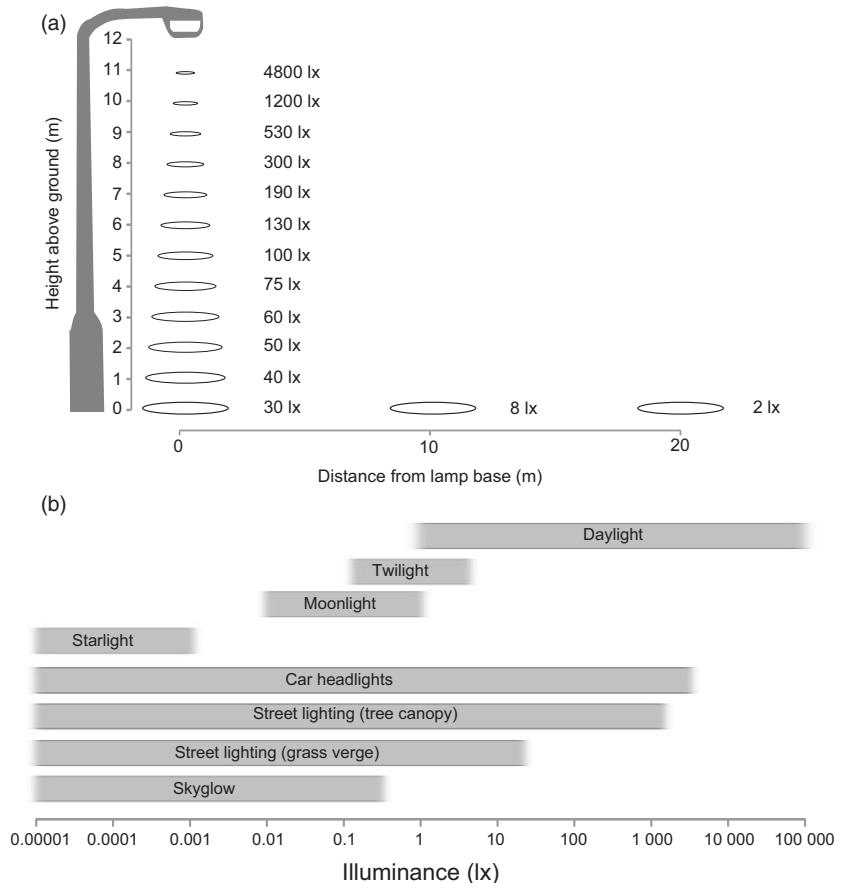 (a)
Height above ground (m)
12
11 4800 lx
10 1200 lx
9 530 lx
8 300 lx
7 190 lx
6 130 lx
5 100 lx
4 75 lx
3 60 lx
2 50 lx
1 40 lx
0 30 lx 8 lx 2 lx
0 10 20
Distance from lamp base (m)
(b)
Daylight
Twilight
Moonlight
Starlight
Car headlights
Street lighting (tree canopy)
Street lighting (grass verge)
Skyglow
0.00001 0.0001 0.001 0.01 0.1 1 10 100 1 000 10 000 100 000
Illuminance (lx)